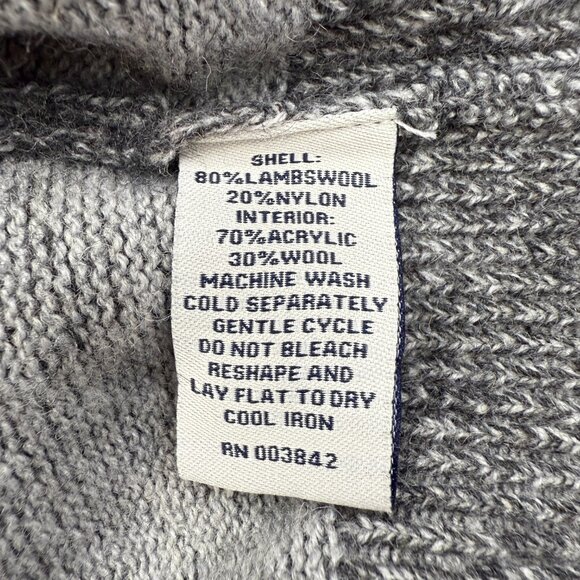 SHELL:
80%LAMBSWOOL
20%NYLON
INTERIOR:
70%ACRYLIC
30%WOOL
MACHINE WASH
COLD SEPARATELY
GENTLE CYCLE
DO NOT BLEACH
RESHAPE AND
LAY FLAT TO DRY
COOL IRON
RN 003842